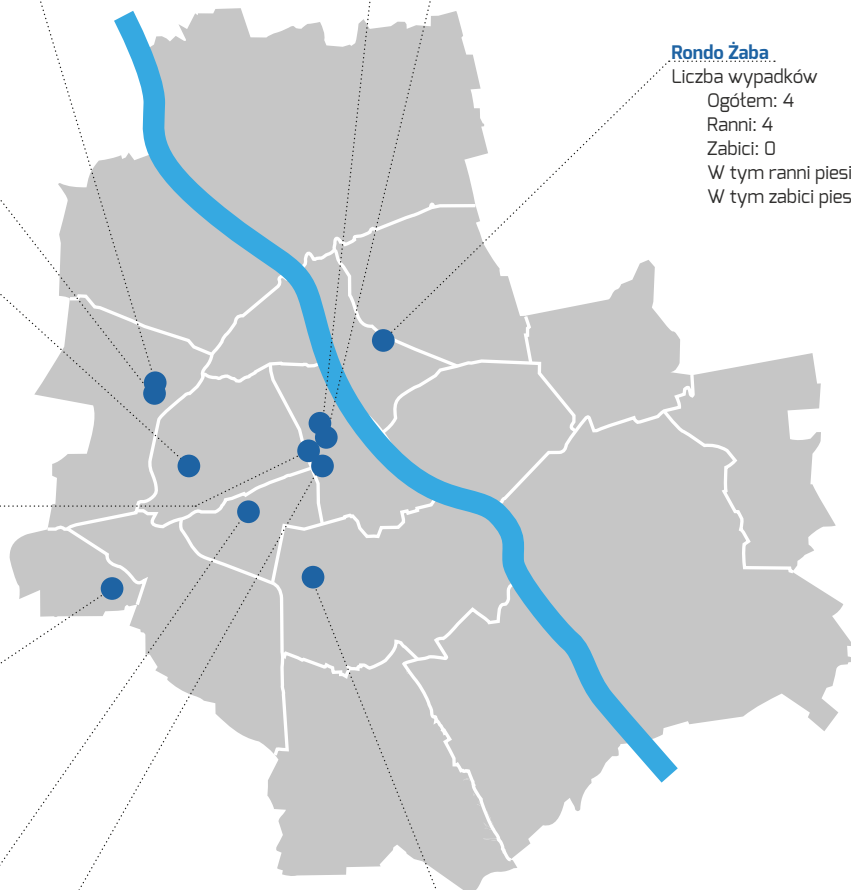 Rondo Żaba
Liczba wypadków
Ogółem: 4
Ranni: 4
Zabici: 0
W tym ranni piesi
W tym zabici pies